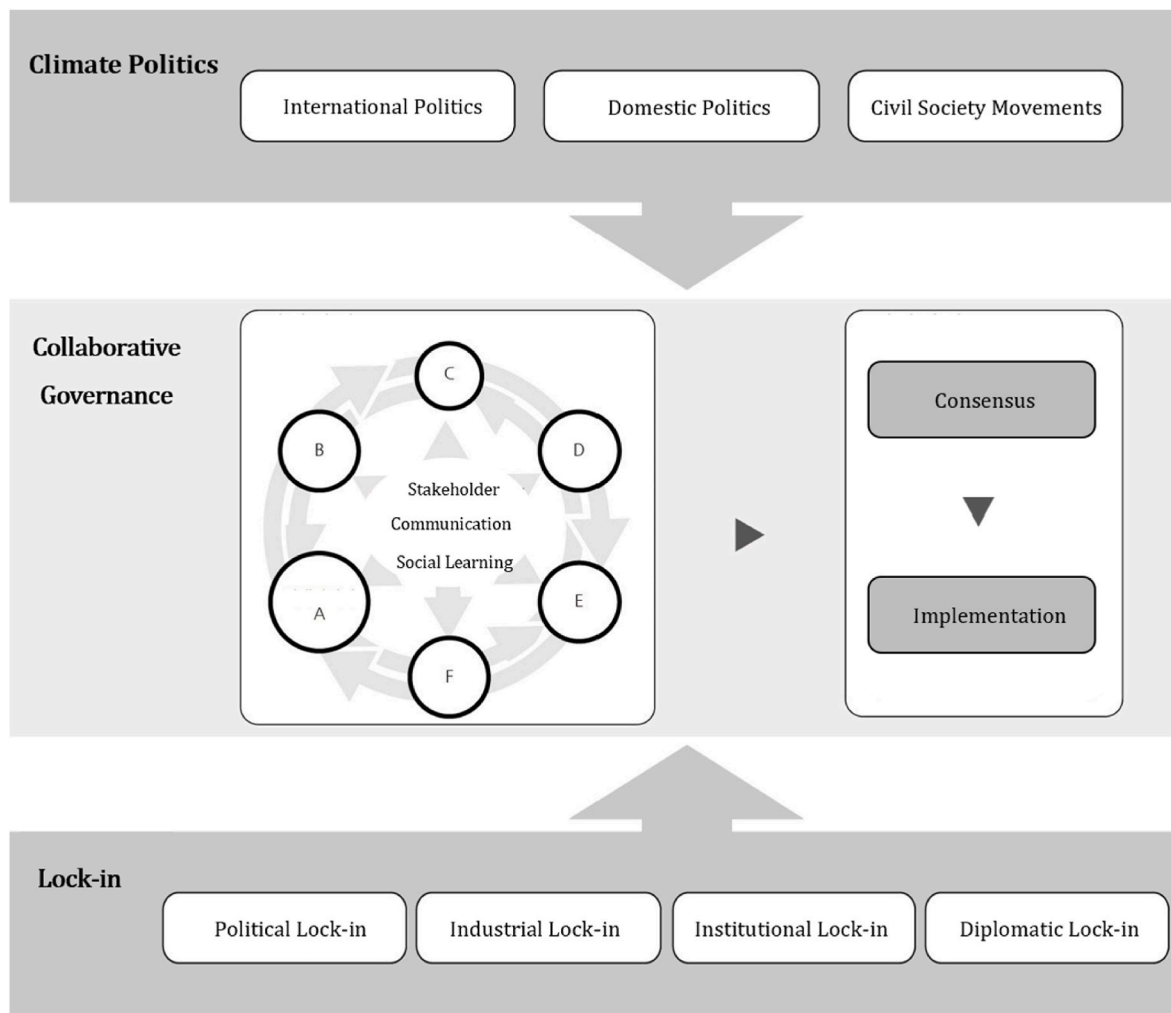 Climate Politics
International Politics
Domestic Politics
Civil Society Movements
Collaborative
Governance
C
B
D
Stakeholder
Communication
Social Learning
A
E
F
Consensus
Implementation
Lock-in
Political Lock-in
Industrial Lock-in
Institutional Lock-in
Diplomatic Lock-in